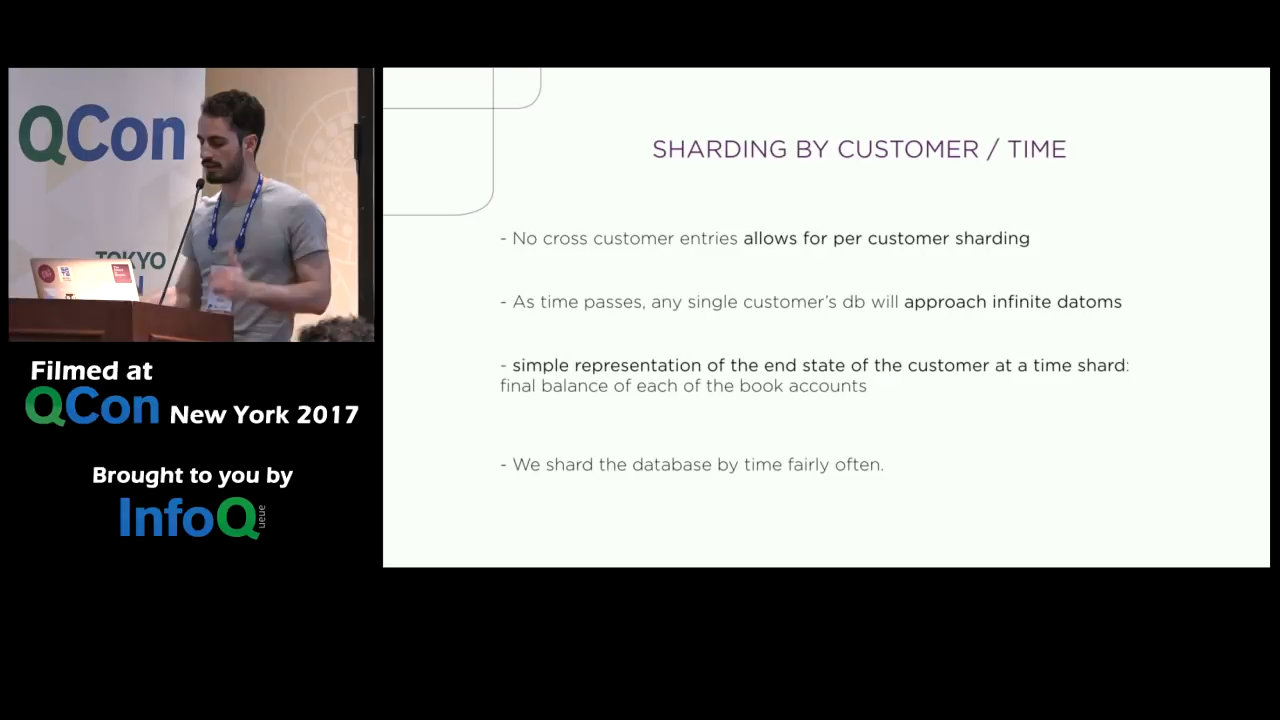 QCon
TOKYO
SHARDING BY CUSTOMER / TIME
- No cross customer entries allows for per customer sharding
- As time passes, any single customer's db will approach infinite datoms
- simple representation of the end state of the customer at a time shard:
final balance of each of the book accounts
- We shard the database by time fairly often.
Filmed at
QCon New York 2017
Brought to you by
InfoQ
ueue